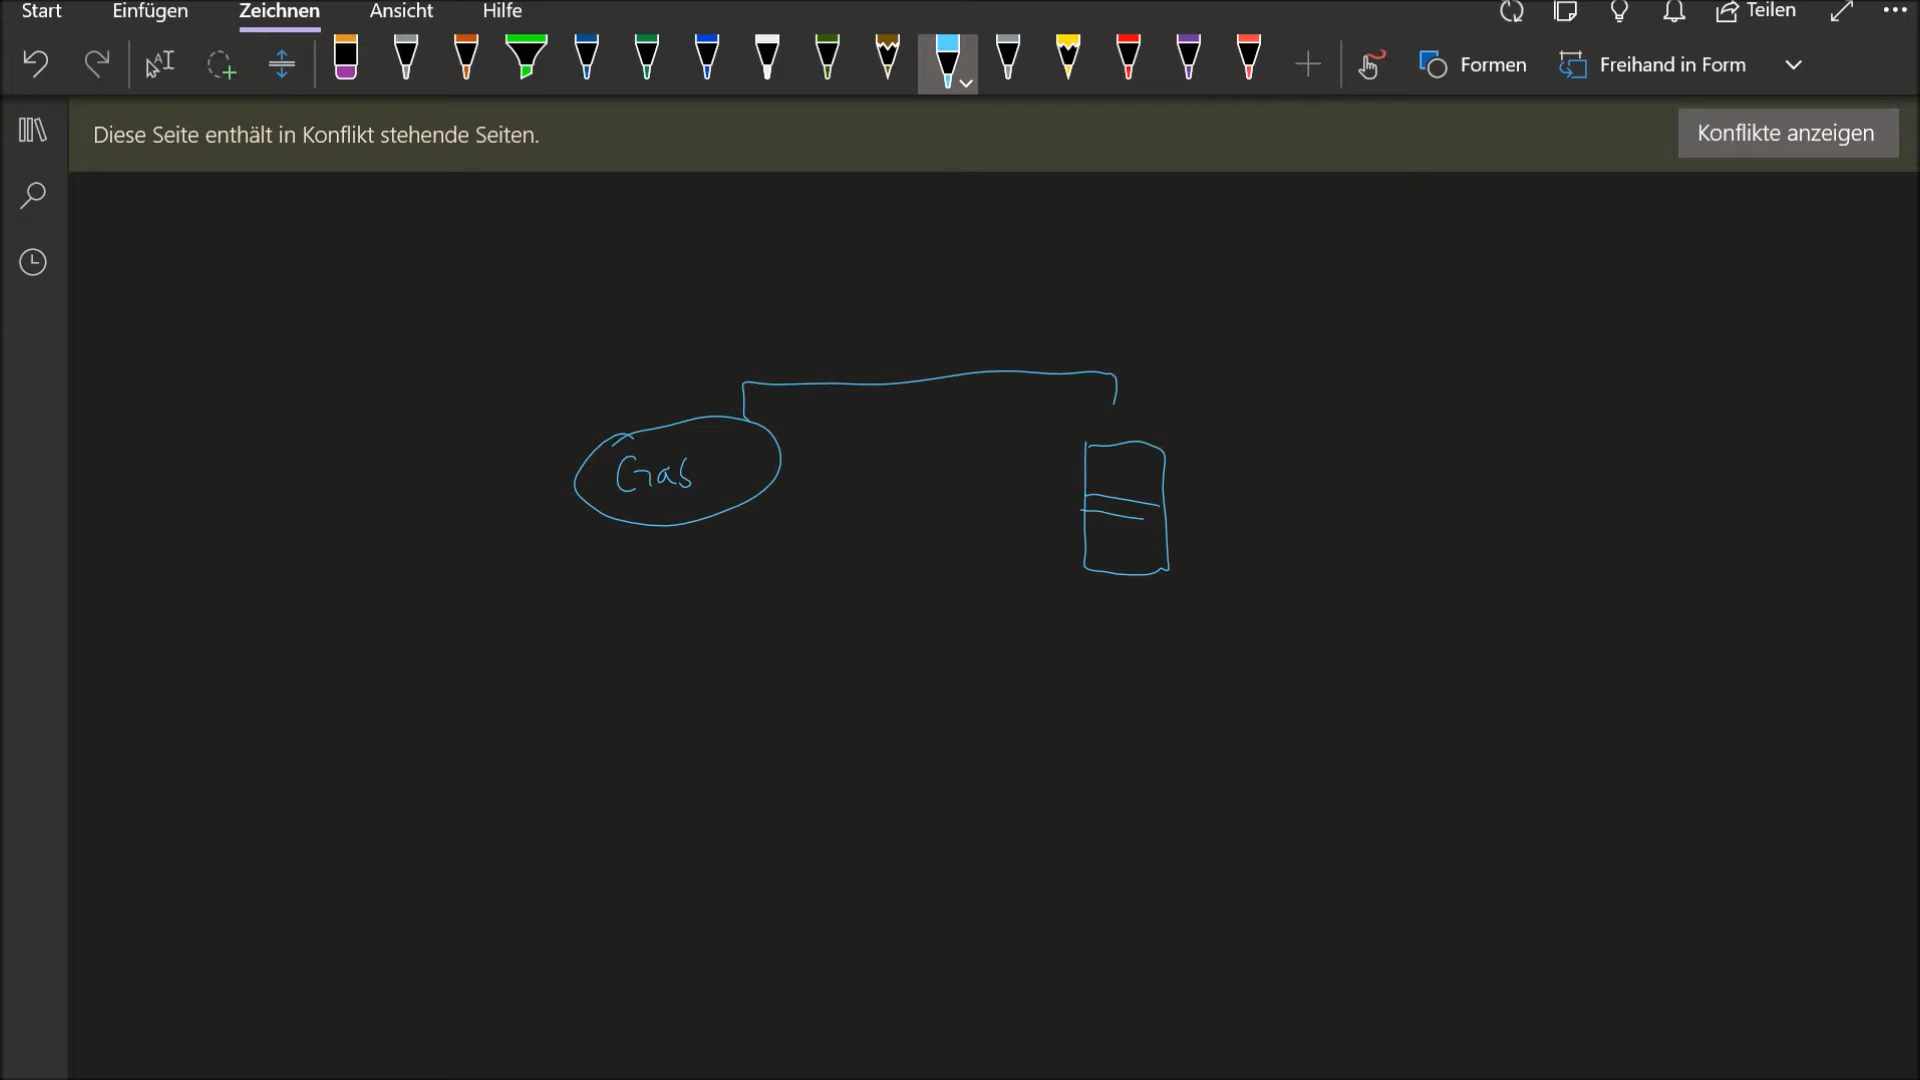 Start Einfügen Zeichnen Ansicht Hilfe Teilen
Formen Freihand in Form
Diese Seite enthält in Konflikt stehende Seiten. Konflikte anzeigen
Gas